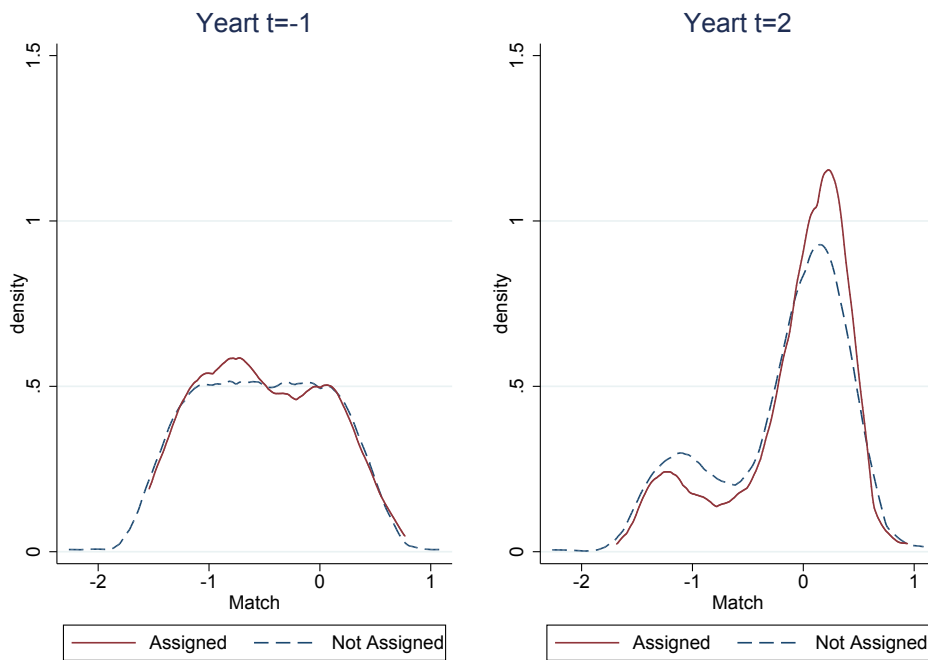 Yeart t=-1
1.5
1
.5
0
density
-2 -1 0 1
Match
Assigned Not Assigned
Yeart t=2
1.5
1
.5
0
density
-2 -1 0 1
Match
Assigned Not Assigned